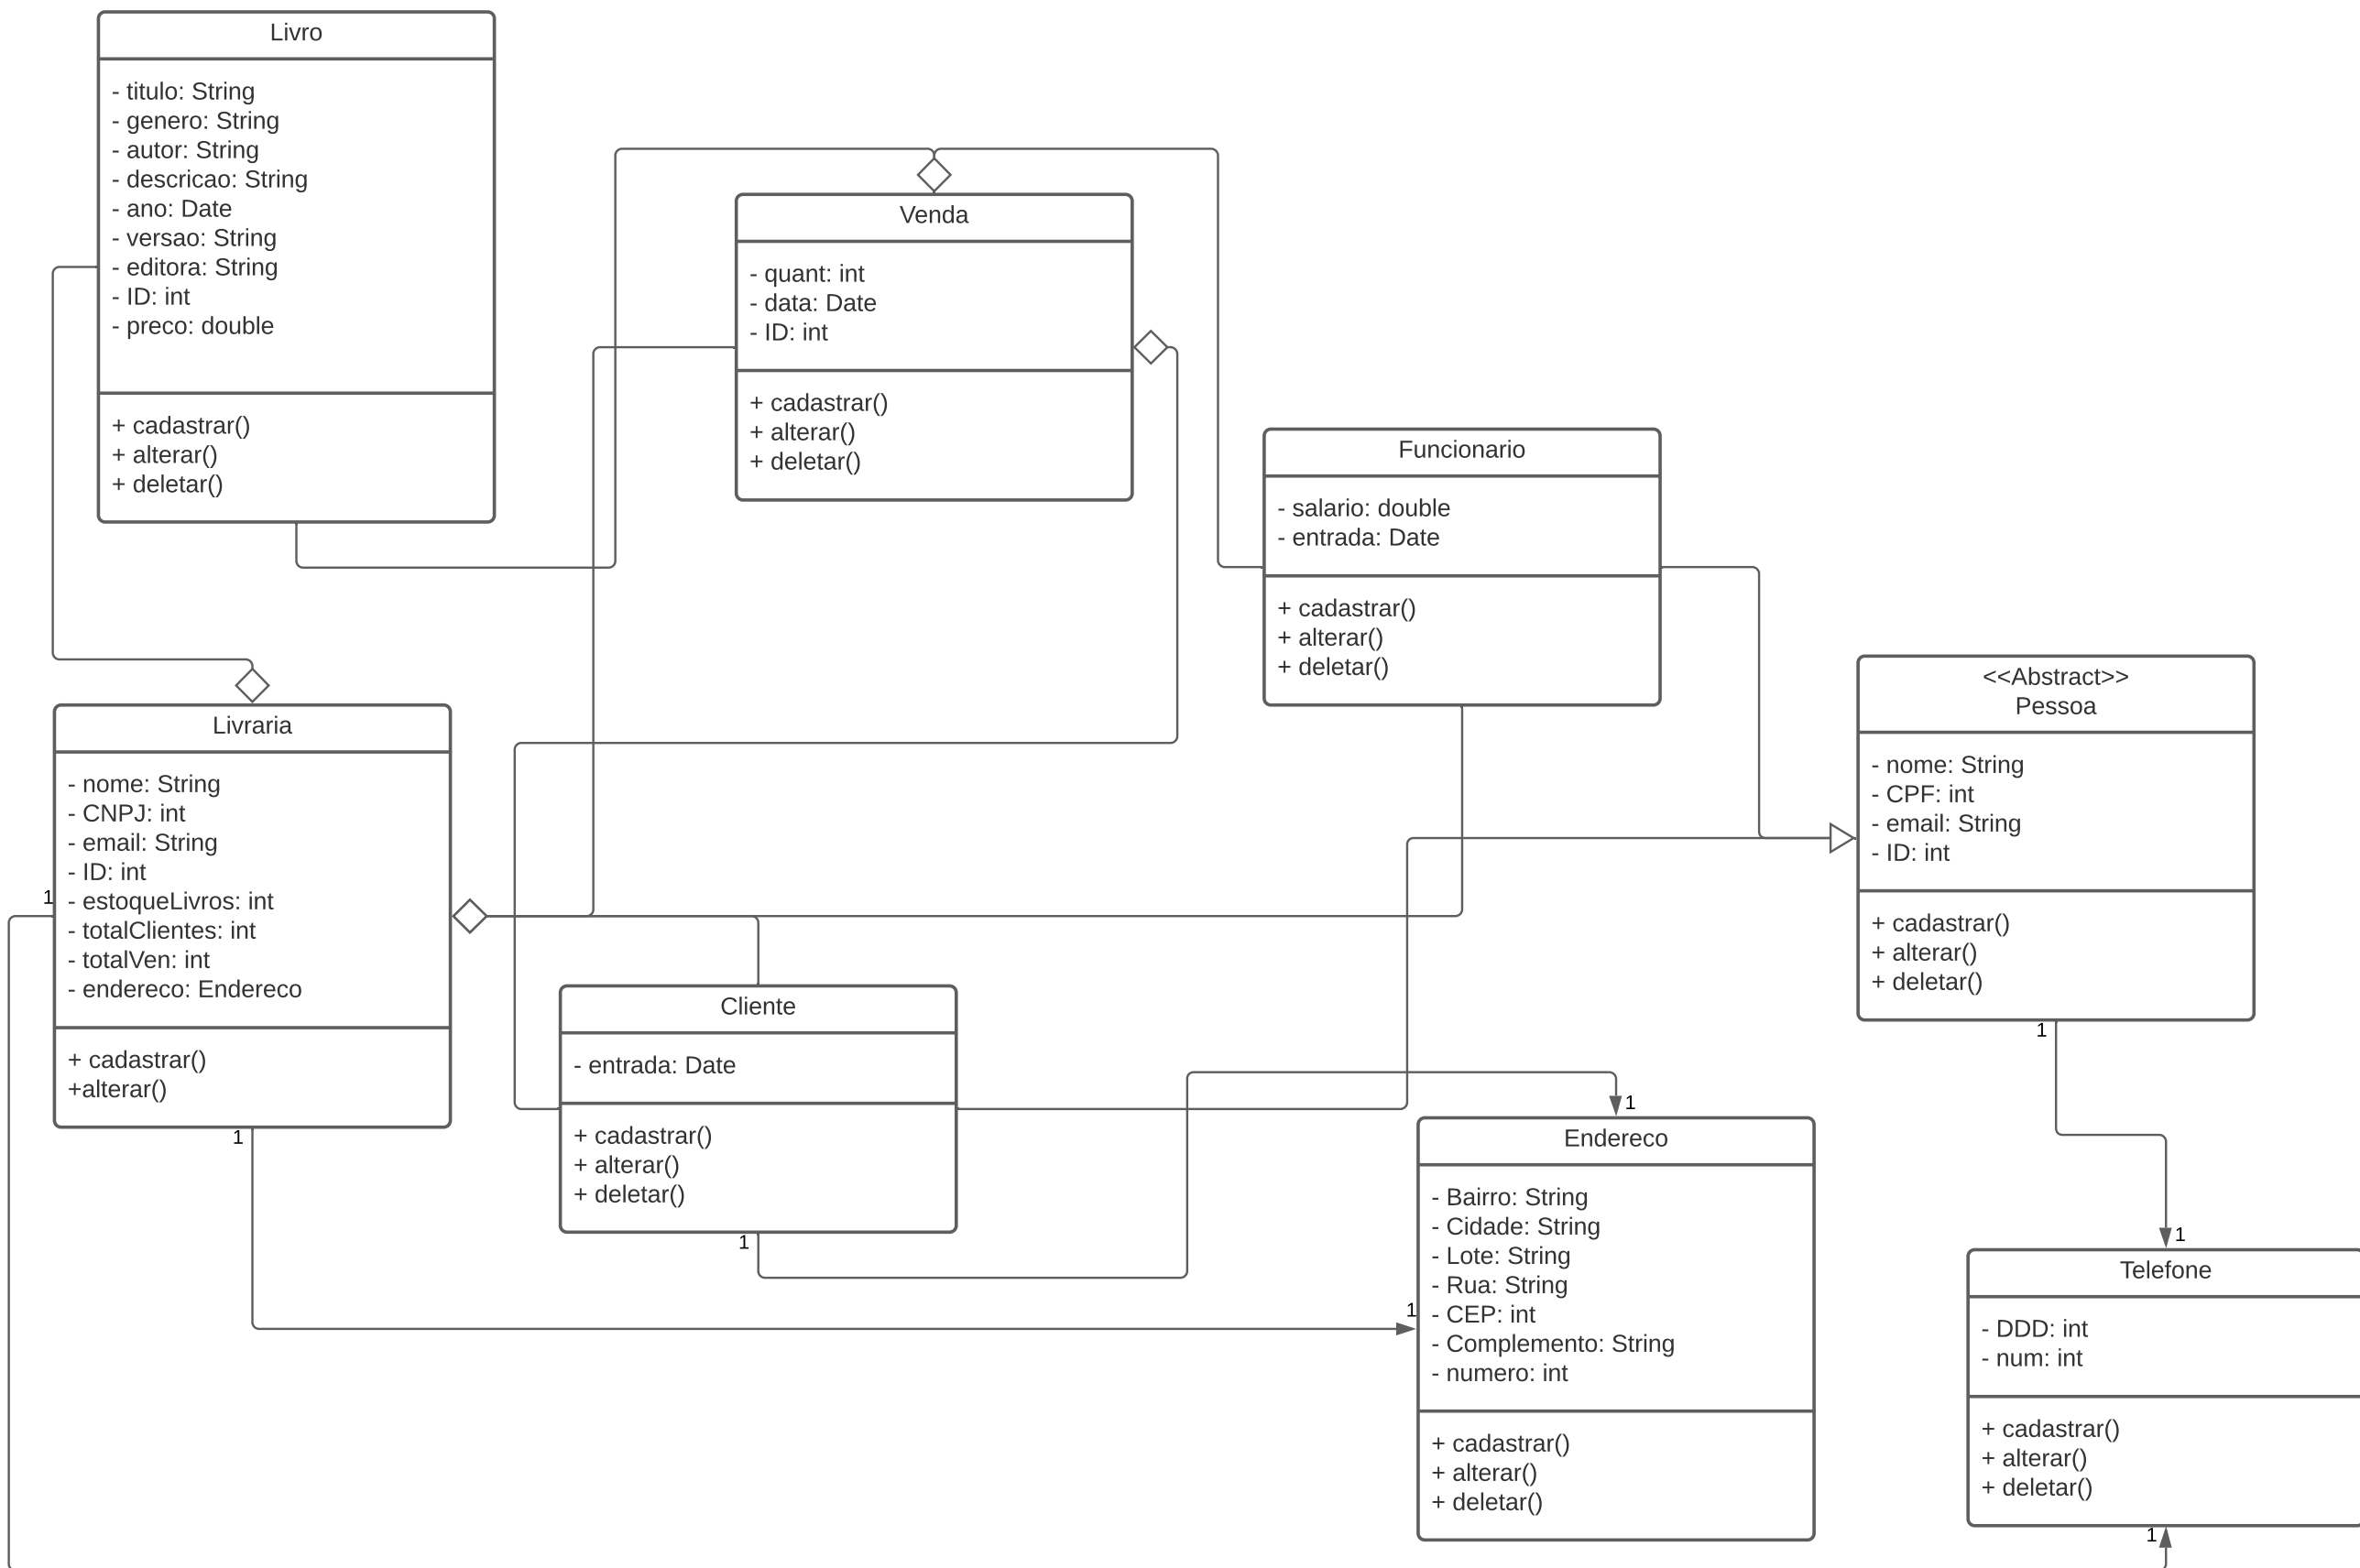 Livro
- titulo: String
- genero: String
- autor: String
- descricao: String
- ano: Date
- versao: String
- editora: String
- ID: int
- preco: double
+ cadastrar()
+ alterar()
+ deletar()
Venda
- quant: int
- data: Date
- ID: int
+ cadastrar()
+ alterar()
+ deletar()
Funcionario
- salario: double
- entrada: Date
+ cadastrar()
+ alterar()
+ deletar()
<<Abstract>>
Pessoa
- nome: String
- CPF: int
- email: String
- ID: int
+ cadastrar()
+ alterar()
+ deletar()
1
Livraria
- nome: String
- CNPJ: int
- email: String
- ID: int
- estoqueLivros: int
- totalClientes: int
- totalVen: int
- endereco: Endereco
+ cadastrar()
+alterar()
1
1
Cliente
- entrada: Date
+ cadastrar()
+ alterar()
+ deletar()
1
1
Endereco
- Bairro: String
- Cidade: String
- Lote: String
- Rua: String
- CEP: int
- Complemento: String
- numero: int
+ cadastrar()
+ alterar()
+ deletar()
1
1
Telefone
- DDD: int
- num: int
+ cadastrar()
+ alterar()
+ deletar()
1